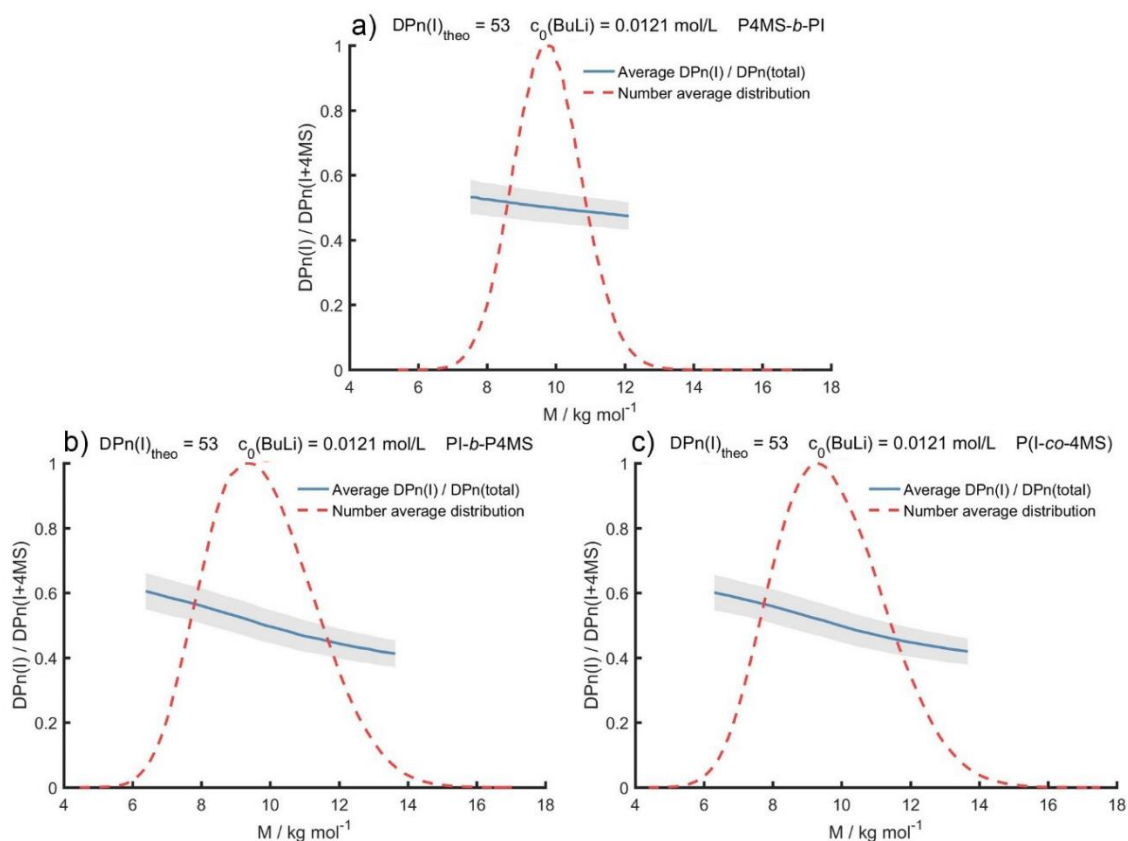 a) DPn(I)theo = 53 c0(BuLi) = 0.0121 mol/L P4MS-b-PI
Average DPn(I) / DPn(total)
Number average distribution
DPn(I) / DPn(I+4MS)
1
0.8
0.6
0.4
0.2
0
4 6 8 10 12 14 16 18
M / kg mol-1
b) DPn(I)theo = 53 c0(BuLi) = 0.0121 mol/L PI-b-P4MS
Average DPn(I) / DPn(total)
Number average distribution
DPn(I) / DPn(I+4MS)
1
0.8
0.6
0.4
0.2
0
4 6 8 10 12 14 16 18
M / kg mol-1
c) DPn(I)theo = 53 c0(BuLi) = 0.0121 mol/L P(I-co-4MS)
Average DPn(I) / DPn(total)
Number average distribution
DPn(I) / DPn(I+4MS)
1
0.8
0.6
0.4
0.2
0
4 6 8 10 12 14 16 18
M / kg mol-1